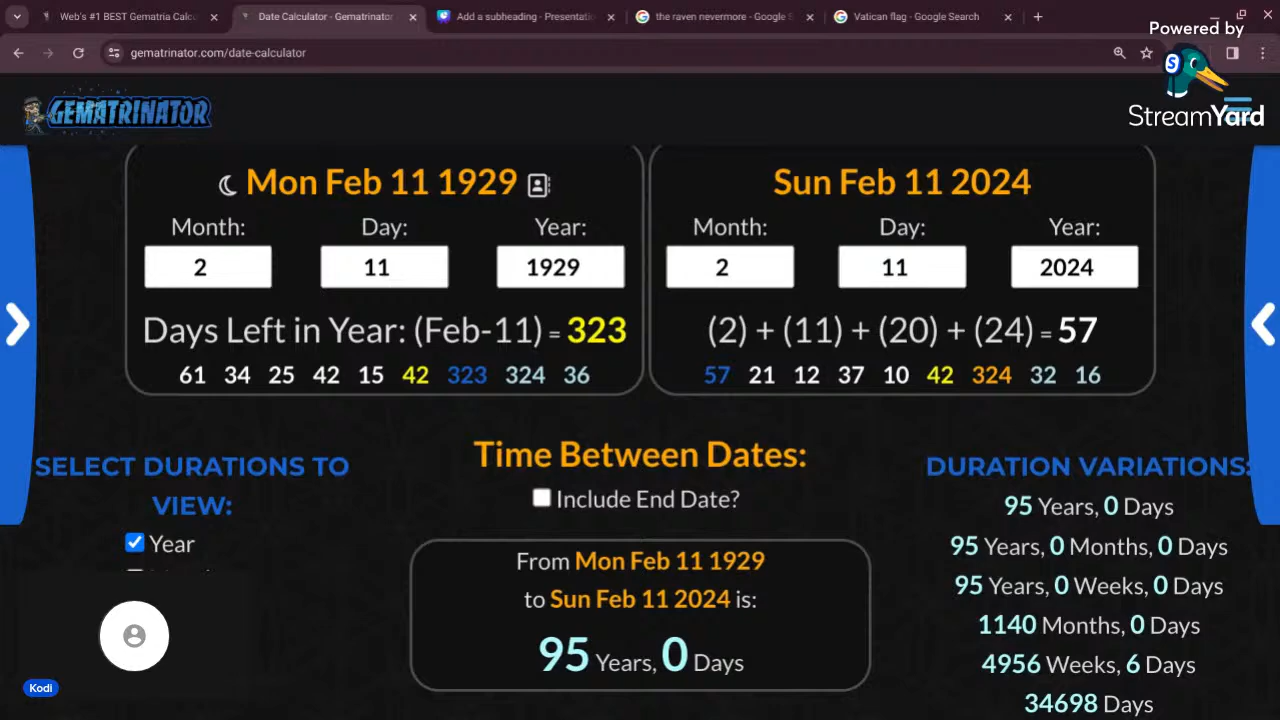 Web's #1 BEST Gematria Calcu
Date Calculator - Gematrinator
Add a subheading - Presentatio
the raven nevermore - Google S
Vatican flag - Google Search
gematrinator.com/date-calculator
Powered by
StreamYard
GEMATRINATOR
Mon Feb 11 1929
Month: Day: Year:
2 11 1929
Days Left in Year: (Feb-11) = 323
61 34 25 42 15 42 323 324 36
Sun Feb 11 2024
Month: Day: Year:
2 11 2024
(2) + (11) + (20) + (24) = 57
57 21 12 37 10 42 324 32 16
SELECT DURATIONS TO
VIEW:
Year
Time Between Dates:
Include End Date?
From Mon Feb 11 1929
to Sun Feb 11 2024 is:
95 Years, 0 Days
DURATION VARIATIONS:
95 Years, 0 Days
95 Years, 0 Months, 0 Days
95 Years, 0 Weeks, 0 Days
1140 Months, 0 Days
4956 Weeks, 6 Days
34698 Days
Kodi